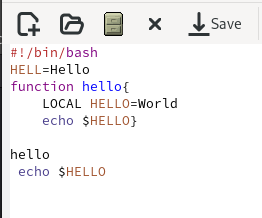 Save
#!/bin/bash
HELL=Hello
function hello{
    LOCAL HELLO=World
    echo $HELLO}

hello
 echo $HELLO